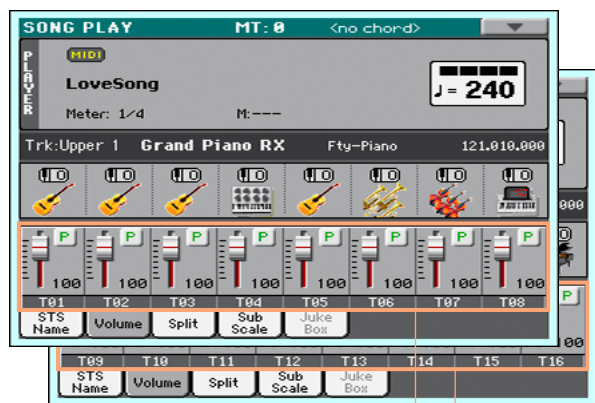 SONG PLAY MT: 0 <no chord>
PLAYER
MIDI
LoveSong
♩= 240
Meter: 1/4 M:---
Trk:Upper 1 Grand Piano RX Fty-Piano 121.010.000
000
P P P P P P P P
P
100 100 100 100 100 100 100 100
00
T01 T02 T03 T04 T05 T06 T07 T08
STS Name Volume Split Sub Scale Juke Box
T09 T10 T11 T12 T13 T14 T15 T16
STS Name Volume Split Sub Scale Juke Box